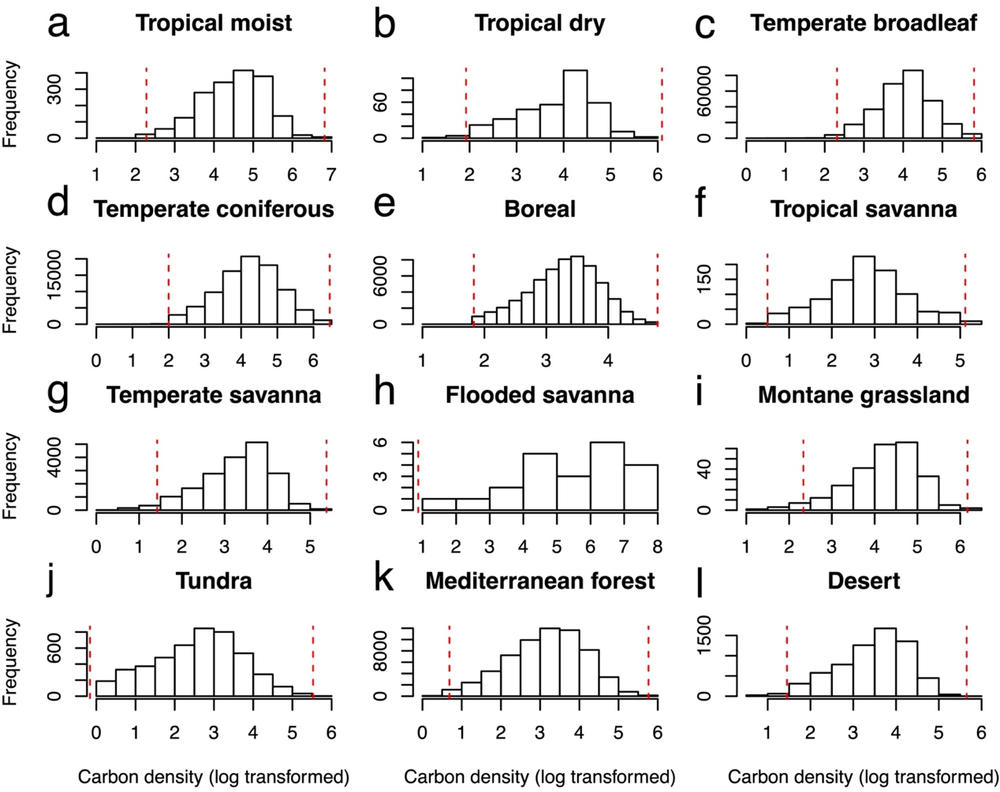 a Tropical moist b Tropical dry c Temperate broadleaf
Frequency 0 300 0 60 0 60000
1 2 3 4 5 6 7 1 2 3 4 5 6 0 1 2 3 4 5 6
d Temperate coniferous e Boreal f Tropical savanna
Frequency 0 15000 0 6000 0 150
0 1 2 3 4 5 6 1 2 3 4 0 1 2 3 4 5
g Temperate savanna h Flooded savanna i Montane grassland
Frequency 0 4000 0 3 6 0 40
0 1 2 3 4 5 1 2 3 4 5 6 7 8 1 2 3 4 5 6
j Tundra k Mediterranean forest l Desert
Frequency 0 600 0 8000 0 1500
0 1 2 3 4 5 6 0 1 2 3 4 5 6 1 2 3 4 5 6
Carbon density (log transformed) Carbon density (log transformed) Carbon density (log transformed)